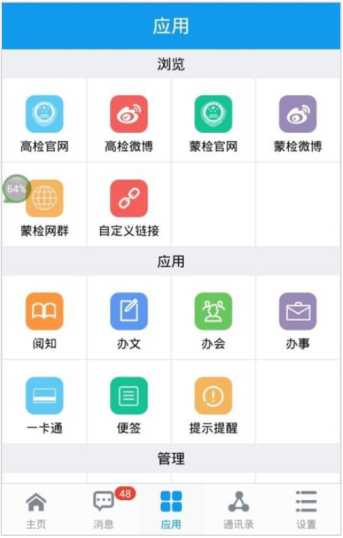 应用
浏览
高检官网 高检微博 蒙检官网 蒙检微博
64%
蒙检网群 自定义链接
应用
阅知 办文 办会 办事
一卡通 便签 提示提醒
管理
48
主页 消息 应用 通讯录 设置